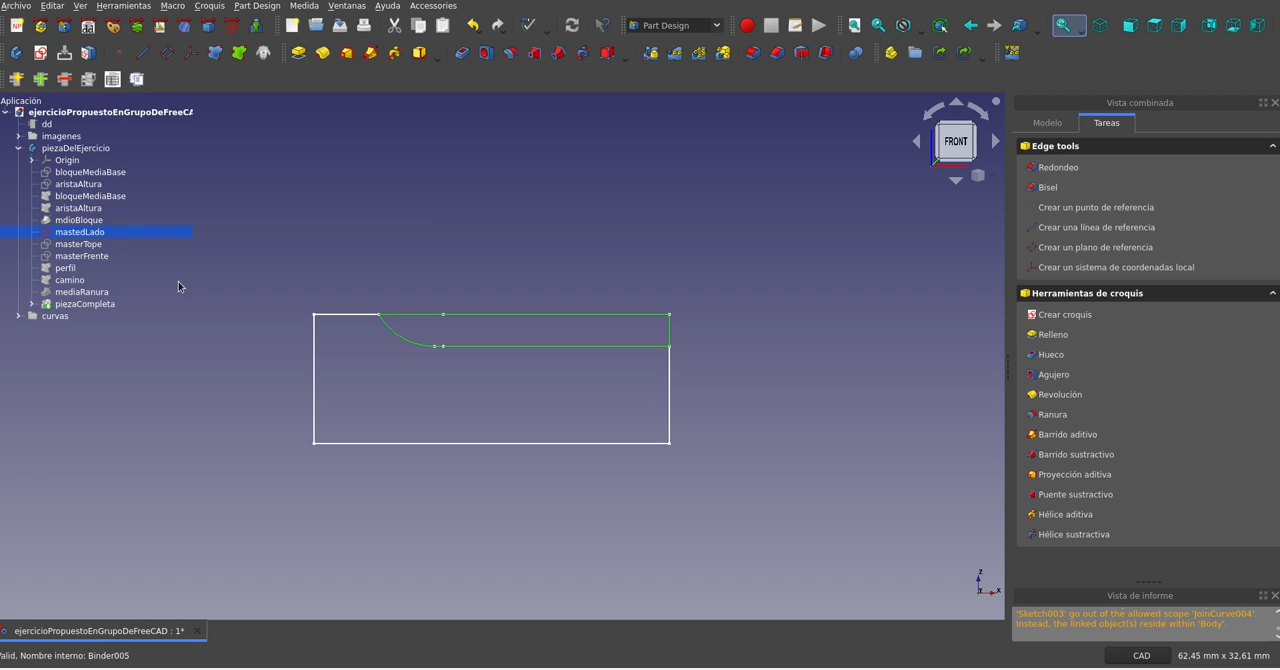 Archivo Editar Ver Herramientas Macro Croquis Part Design Medida Ventanas Ayuda Accessories
Part Design
Aplicación
ejercicioPropuestoEnGrupoDeFreeCA
dd
imagenes
piezaDelEjercicio
Origin
bloqueMediaBase
aristaAltura
bloqueMediaBase
aristaAltura
mdioBloque
mastedLado
masterTope
masterFrente
perfil
camino
mediaRanura
piezaCompleta
curvas
FRONT
Z
Y
X
Vista combinada
Modelo Tareas
Edge tools
Redondeo
Bisel
Crear un punto de referencia
Crear una línea de referencia
Crear un plano de referencia
Crear un sistema de coordenadas local
Herramientas de croquis
Crear croquis
Relleno
Hueco
Agujero
Revolución
Ranura
Barrido aditivo
Barrido sustractivo
Proyección aditiva
Puente sustractivo
Hélice aditiva
Hélice sustractiva
Vista de informe
'Sketch003' go out of the allowed scope 'JoinCurve004'.
Instead, the linked object(s) reside within 'Body'.
ejercicioPropuestoEnGrupoDeFreeCAD : 1*
alid, Nombre interno: Binder005
CAD
62,45 mm x 32,61 mm